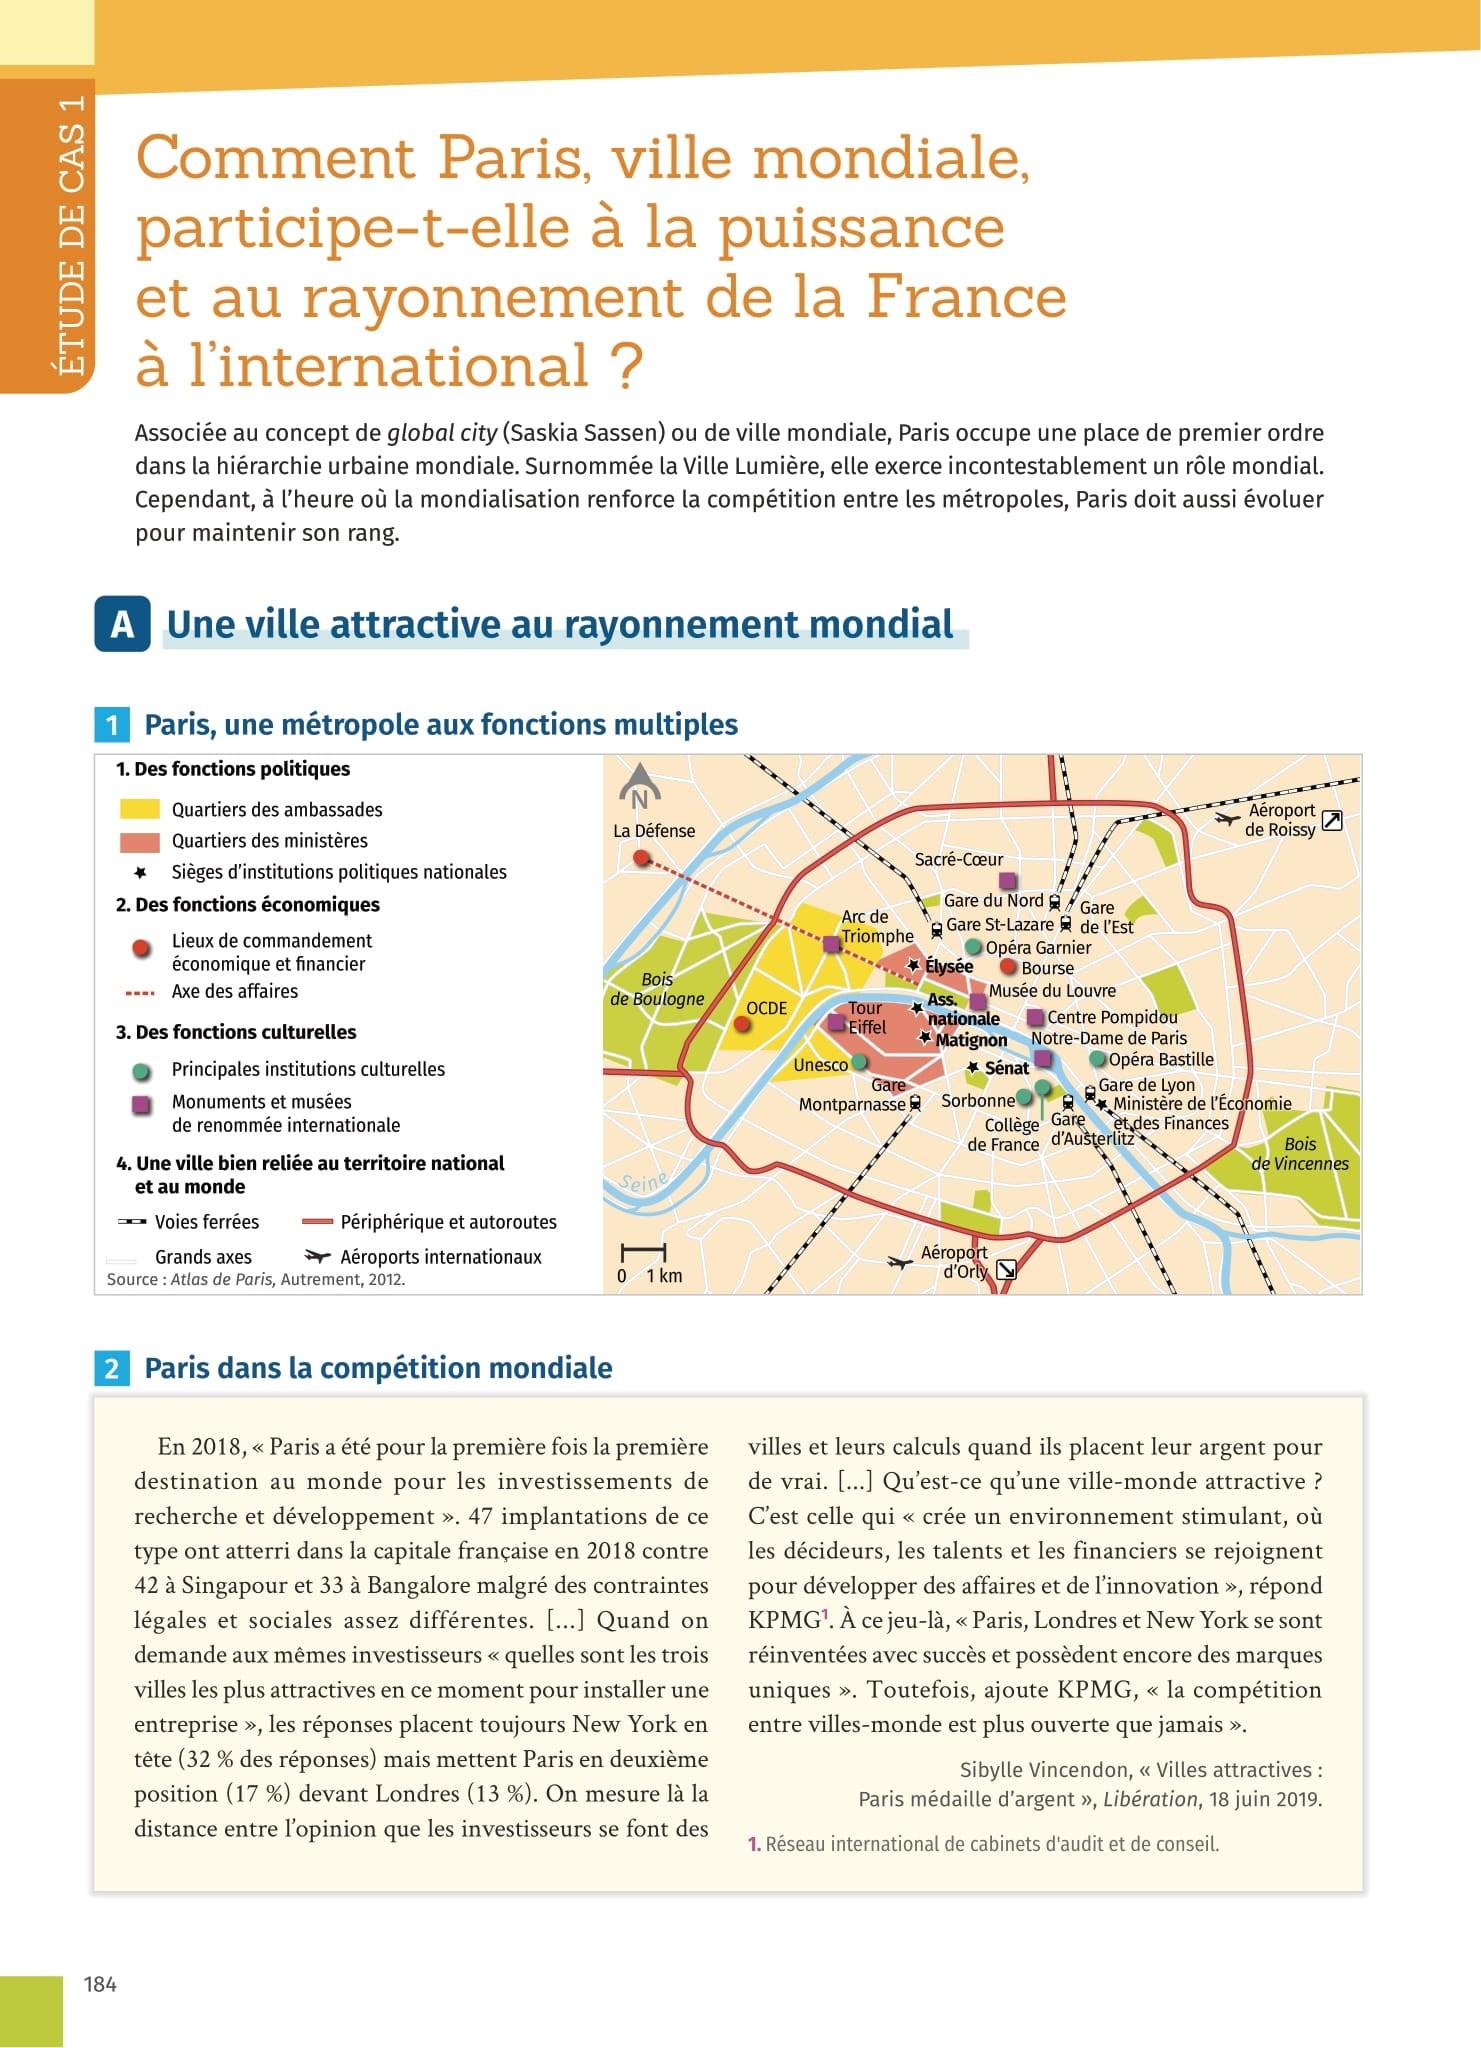 ÉTUDE DE CAS 1
Comment Paris, ville mondiale,
participe-t-elle à la puissance
et au rayonnement de la France
à l'international ?
Associée au concept de global city (Saskia Sassen) ou de ville mondiale, Paris occupe une place de premier ordre
dans la hiérarchie urbaine mondiale. Surnommée la Ville Lumière, elle exerce incontestablement un rôle mondial.
Cependant, à l'heure où la mondialisation renforce la compétition entre les métropoles, Paris doit aussi évoluer
pour maintenir son rang.
A Une ville attractive au rayonnement mondial
1 Paris, une métropole aux fonctions multiples
1. Des fonctions politiques
Quartiers des ambassades
Quartiers des ministères
Sièges d'institutions politiques nationales
2. Des fonctions économiques
Lieux de commandement
économique et financier
Axe des affaires
3. Des fonctions culturelles
Principales institutions culturelles
Monuments et musées
de renommée internationale
4. Une ville bien reliée au territoire national
et au monde
Voies ferrées
Périphérique et autoroutes
Grands axes
Aéroports internationaux
Source : Atlas de Paris, Autrement, 2012.
N
La Défense
Aéroport
de Roissy
Sacré-Cœur
Gare du Nord
Gare
de l'Est
Arc de
Triomphe
Gare St-Lazare
Opéra Garnier
Élysée
Bourse
Bois
de Boulogne
Musée du Louvre
OCDE
Tour
Eiffel
Ass.
nationale
Centre Pompidou
Matignon
Notre-Dame de Paris
Opéra Bastille
Unesco
Sénat
Gare
Montparnasse
Gare de Lyon
Sorbonne
Ministère de l'Économie
et des Finances
Collège
de France
Gare
d'Austerlitz
Bois
de Vincennes
Seine
Aéroport
d'Orly
0 1 km
2 Paris dans la compétition mondiale
En 2018, « Paris a été pour la première fois la première
destination au monde pour les investissements de
recherche et développement ». 47 implantations de ce
type ont atterri dans la capitale française en 2018 contre
42 à Singapour et 33 à Bangalore malgré des contraintes
légales et sociales assez différentes. [...] Quand on
demande aux mêmes investisseurs « quelles sont les trois
villes les plus attractives en ce moment pour installer une
entreprise », les réponses placent toujours New York en
tête (32 % des réponses) mais mettent Paris en deuxième
position (17 %) devant Londres (13 %). On mesure là la
distance entre l'opinion que les investisseurs se font des
villes et leurs calculs quand ils placent leur argent pour
de vrai. [...] Qu'est-ce qu'une ville-monde attractive ?
C'est celle qui « crée un environnement stimulant, où
les décideurs, les talents et les financiers se rejoignent
pour développer des affaires et de l'innovation », répond
KPMG1. À ce jeu-là, « Paris, Londres et New York se sont
réinventées avec succès et possèdent encore des marques
uniques ». Toutefois, ajoute KPMG, « la compétition
entre villes-monde est plus ouverte que jamais ».
Sibylle Vincendon, « Villes attractives :
Paris médaille d'argent », Libération, 18 juin 2019.
1. Réseau international de cabinets d'audit et de conseil.
184